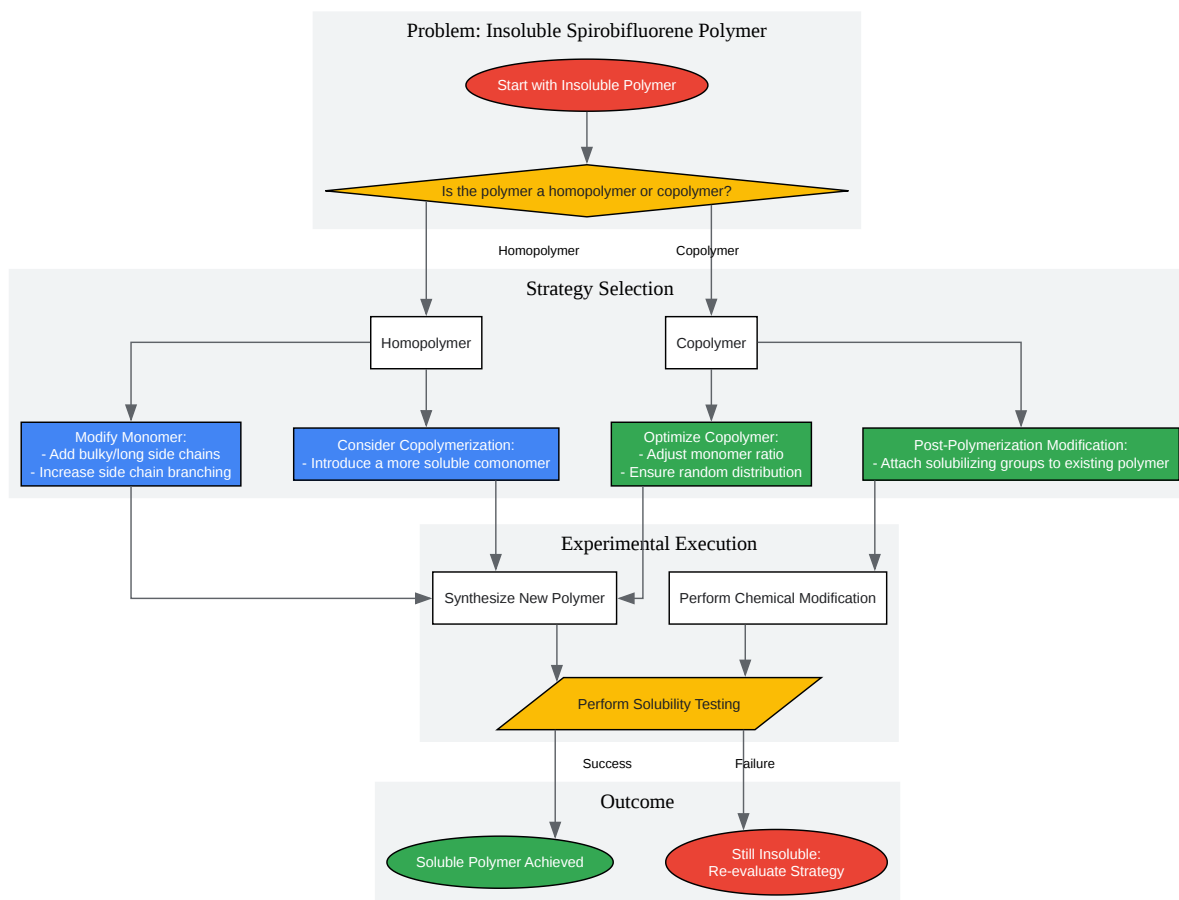 Problem: Insoluble Spirobifluorene Polymer
Start with Insoluble Polymer
Is the polymer a homopolymer or copolymer?
Homopolymer
Copolymer
Strategy Selection
Homopolymer
Copolymer
Modify Monomer:
- Add bulky/long side chains
- Increase side chain branching
Consider Copolymerization:
- Introduce a more soluble comonomer
Optimize Copolymer:
- Adjust monomer ratio
- Ensure random distribution
Post-Polymerization Modification:
- Attach solubilizing groups to existing polymer
Experimental Execution
Synthesize New Polymer
Perform Chemical Modification
Perform Solubility Testing
Success
Failure
Outcome
Soluble Polymer Achieved
Still Insoluble:
Re-evaluate Strategy